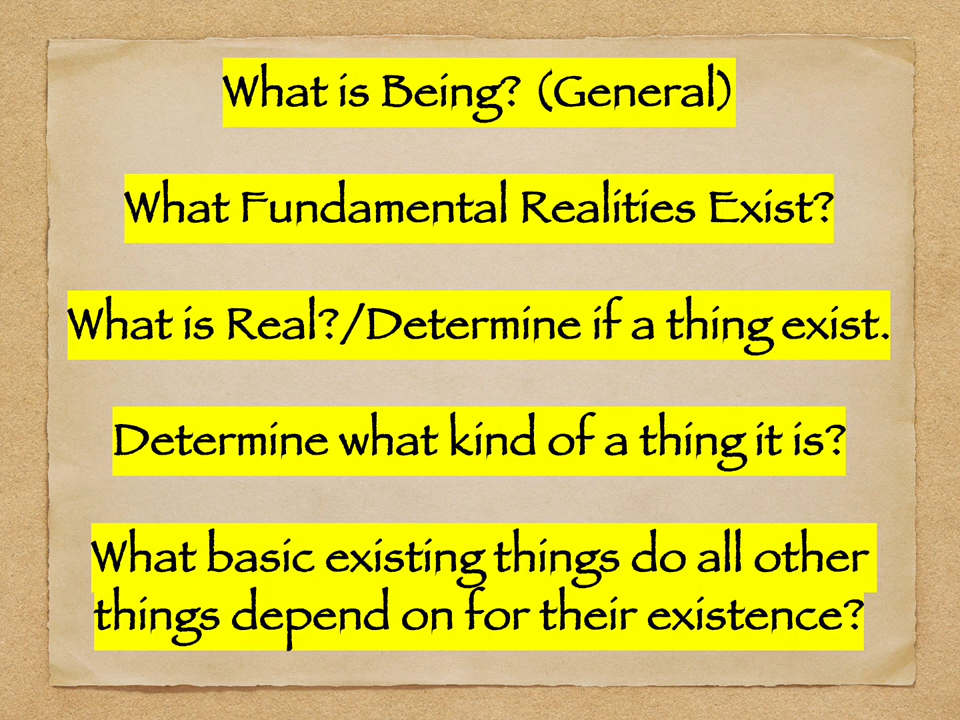 What is Being? (General)
What Fundamental Realities Exist?
What is Real?/Determine if a thing exist.
Determine what kind of a thing it is?
What basic existing things do all other
things depend on for their existence?